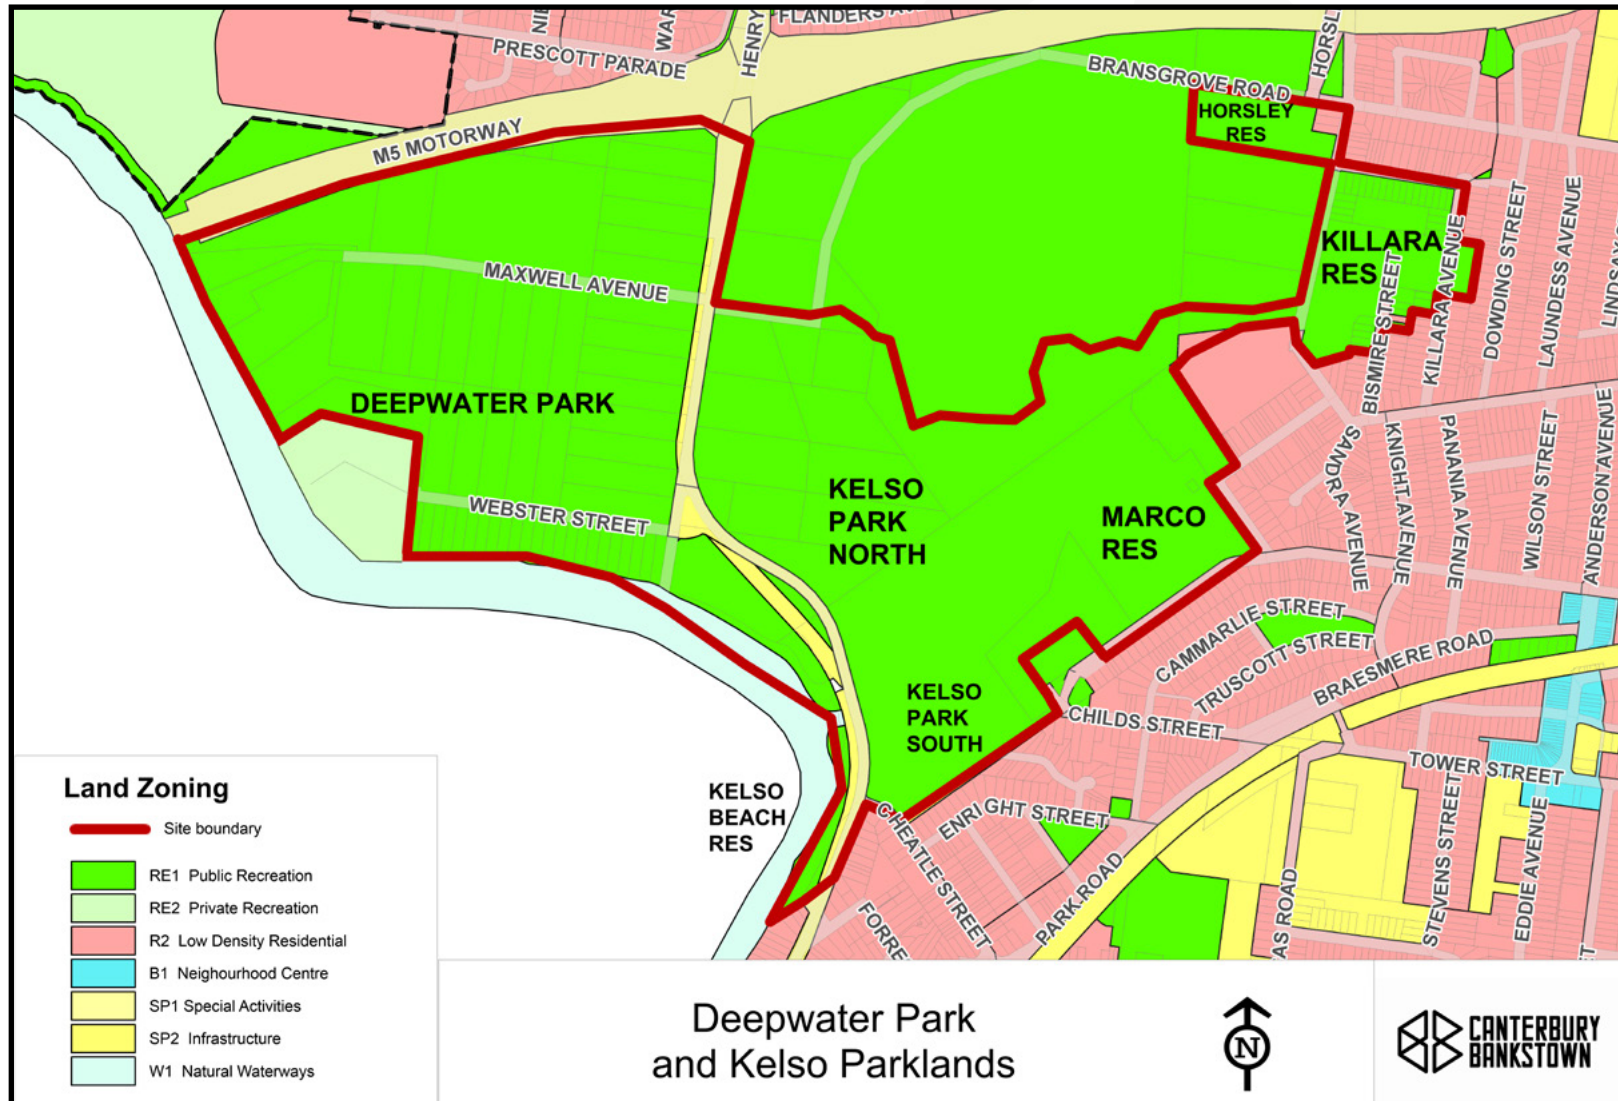 FLANDERS
PRESCOTT PARADE
HENRY
BRANSGROVE ROAD
HORSLEY
RES
M5 MOTORWAY
KILLARA
RES
MAXWELL AVENUE
DEEPWATER PARK
WEBSTER STREET
KELSO
PARK
NORTH
MARCO
RES
BISMIRE STREET
KILLARA AVENUE
DOWDING STREET
LAUNDESS AVENUE
SANDRA AVENUE
KNIGHT AVENUE
PANANIA AVENUE
WILSON STREET
ANDERSON AVENUE
CAMMARLIE STREET
TRUSCOTT STREET
BRAESMERE ROAD
KELSO
PARK
SOUTH
CHILDS STREET
TOWER STREET
KELSO
BEACH
RES
ENRIGHT STREET
CHEATLE STREET
PARK ROAD
STEVENS STREET
EDDIE AVENUE
AS ROAD
FORRE
Land Zoning
Site boundary
RE1 Public Recreation
RE2 Private Recreation
R2 Low Density Residential
B1 Neighourhood Centre
SP1 Special Activities
SP2 Infrastructure
W1 Natural Waterways
Deepwater Park
and Kelso Parklands
N
CANTERBURY
BANKSTOWN